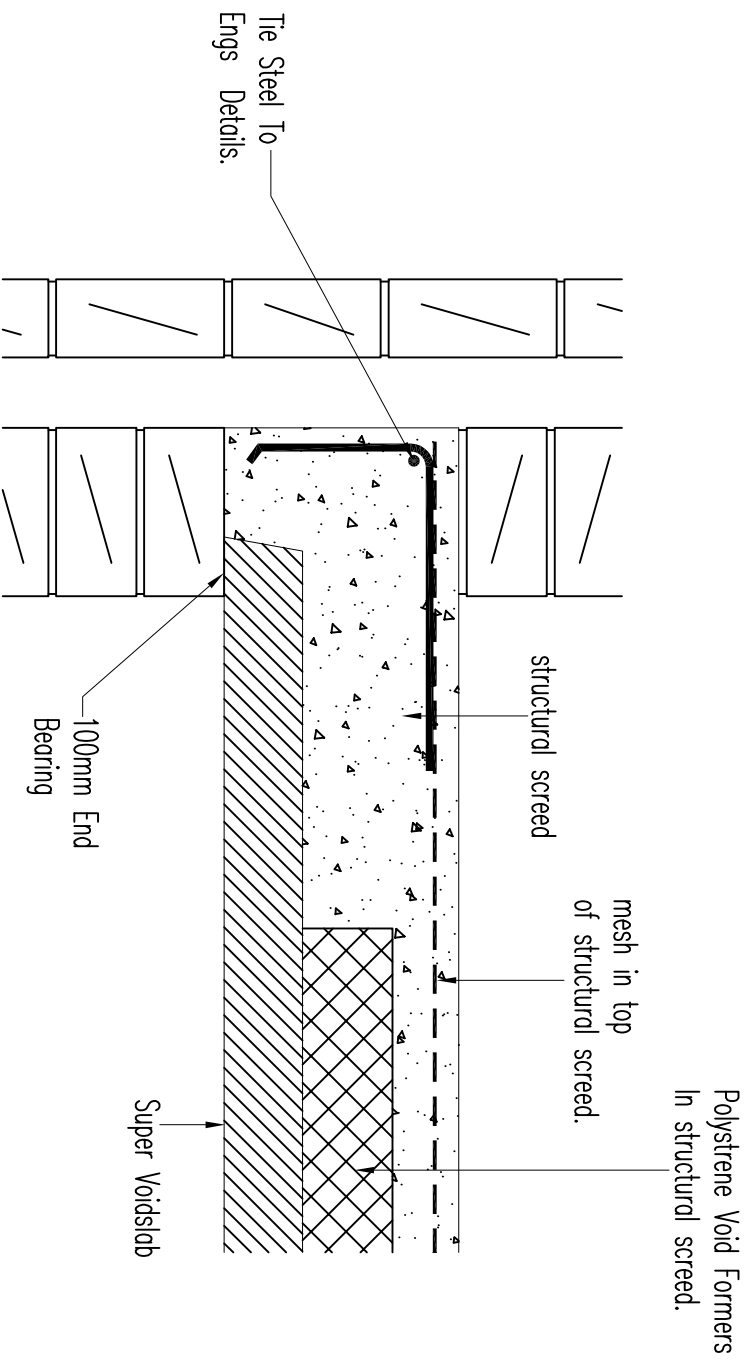 Polystrene Void Formers
In structural screed.
mesh in top
of structural screed.
structural screed
Tie Steel To
Engs Details.
100mm End
Bearing
Super Voidslab